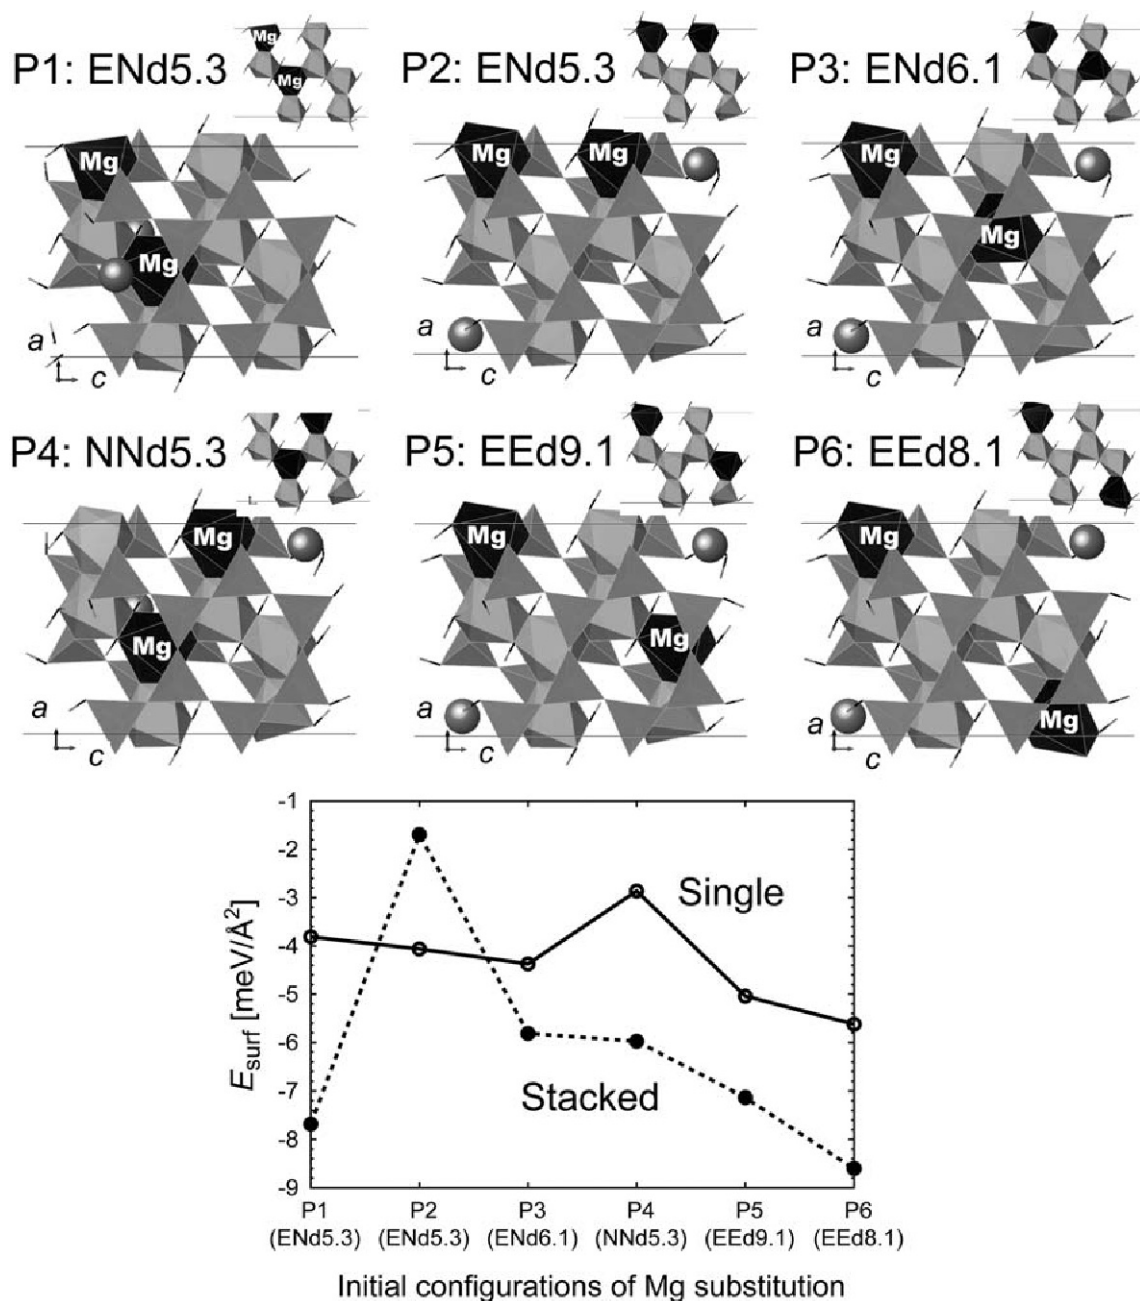 P1: ENd5.3 P2: ENd5.3 P3: ENd6.1
Mg
Mg
Mg Mg Mg Mg
Mg Mg
a c a c a c
P4: NNd5.3 P5: EEd9.1 P6: EEd8.1
Mg Mg Mg
Mg Mg
Mg
a c a c a c
-1
-2
-3
-4
-5
-6
-7
-8
-9
E_surf [meV/Å²]
Single
Stacked
P1 P2 P3 P4 P5 P6
(ENd5.3) (ENd5.3) (ENd6.1) (NNd5.3) (EEd9.1) (EEd8.1)
Initial configurations of Mg substitution